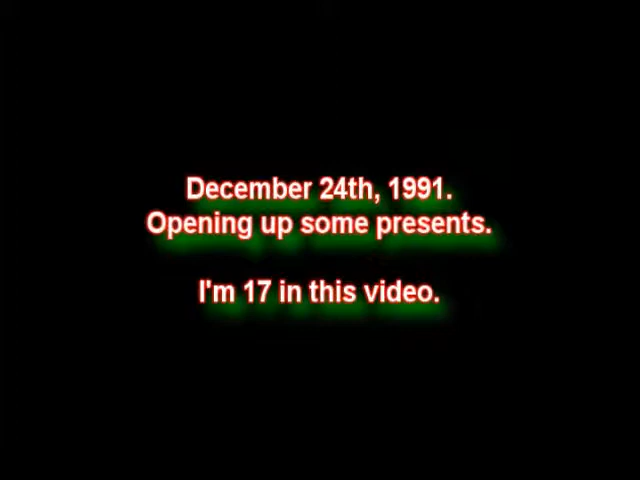 December 24th, 1991.
Opening up some presents.
I'm 17 in this video.